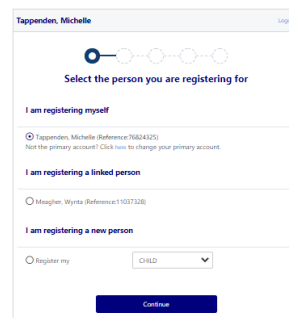 Tappenden, Michelle
Select the person you are registering for
I am registering myself
Tappenden, Michelle (Reference:76824325)
Not the primary account? Click here to change your primary account.
I am registering a linked person
Meagher, Wynta (Reference:11037328)
I am registering a new person
Register my CHILD
Continue